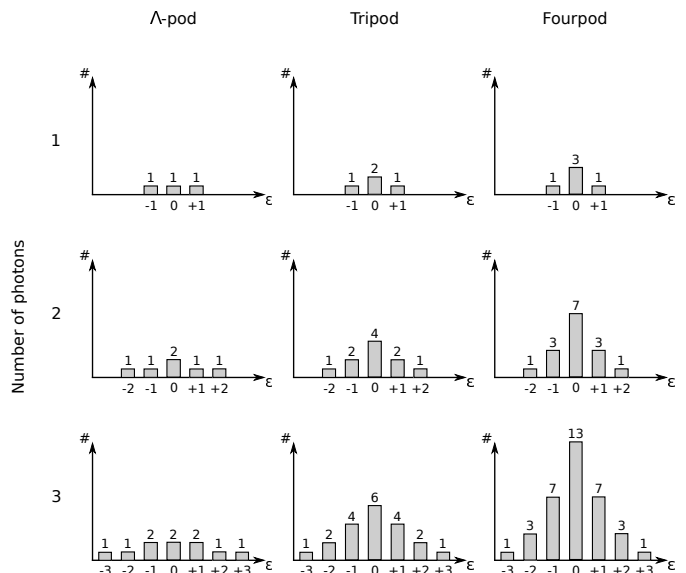 Λ-pod Tripod Fourpod
Number of photons
1
# 1 1 1 ε
-1 0 +1
# 1 2 1 ε
-1 0 +1
# 1 3 1 ε
-1 0 +1
2
# 1 1 2 1 1 ε
-2 -1 0 +1 +2
# 1 2 4 2 1 ε
-2 -1 0 +1 +2
# 1 3 7 3 1 ε
-2 -1 0 +1 +2
3
# 1 1 2 2 2 1 1 ε
-3 -2 -1 0 +1 +2 +3
# 1 2 4 6 4 2 1 ε
-3 -2 -1 0 +1 +2 +3
# 1 3 7 13 7 3 1 ε
-3 -2 -1 0 +1 +2 +3